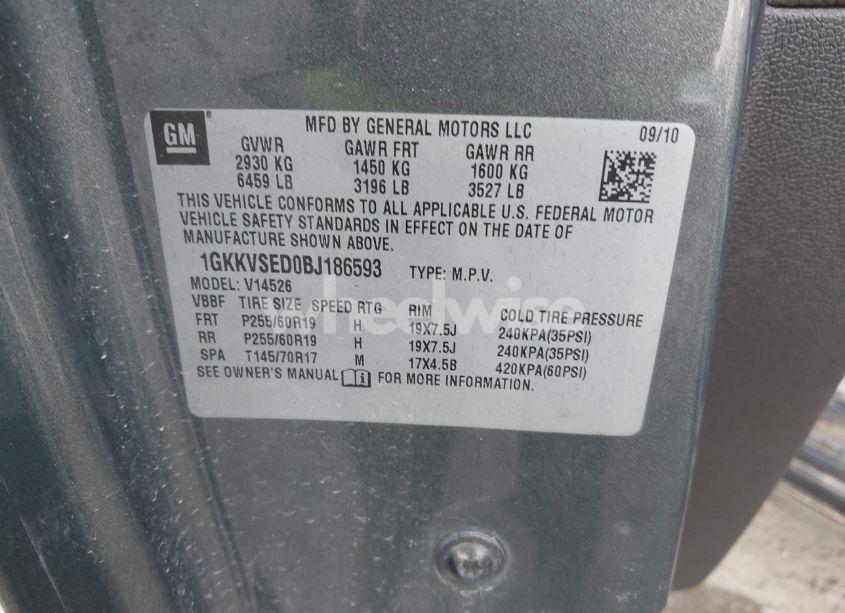 GM
MFD BY GENERAL MOTORS LLC 09/10
GVWR GAWR FRT GAWR RR
2930 KG 1450 KG 1600 KG
6459 LB 3196 LB 3527 LB
THIS VEHICLE CONFORMS TO ALL APPLICABLE U.S. FEDERAL MOTOR
VEHICLE SAFETY STANDARDS IN EFFECT ON THE DATE OF
MANUFACTURE SHOWN ABOVE.
1GKKVSED0BJ186593 TYPE: M.P.V.
MODEL: V14526
VBBF TIRE SIZE SPEED RTG RIM COLD TIRE PRESSURE
FRT P255/60R19 H 19X7.5J 240KPA(35PSI)
RR P255/60R19 H 19X7.5J 240KPA(35PSI)
SPA T145/70R17 M 17X4.5B 420KPA(60PSI)
SEE OWNER'S MANUAL FOR MORE INFORMATION.
wheelwise